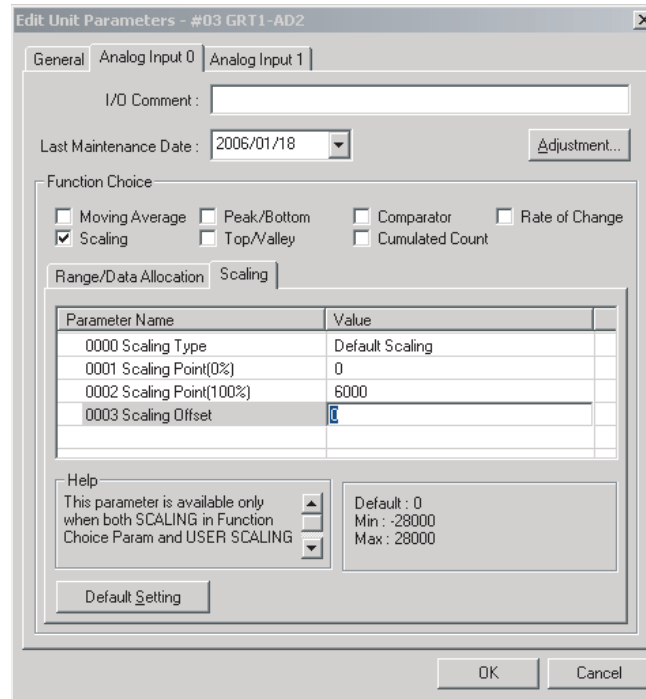 Edit Unit Parameters - #03 GRT1-AD2
General Analog Input 0 Analog Input 1
I/O Comment :
Last Maintenance Date : 2006/01/18 Adjustment...
Function Choice
Moving Average Peak/Bottom Comparator Rate of Change
Scaling Top/Valley Cumulated Count
Range/Data Allocation Scaling
Parameter Name Value
0000 Scaling Type Default Scaling
0001 Scaling Point(0%) 0
0002 Scaling Point(100%) 6000
0003 Scaling Offset 0
Help
This parameter is available only
when both SCALING in Function
Choice Param and USER SCALING
Default : 0
Min : -28000
Max : 28000
Default Setting
OK Cancel